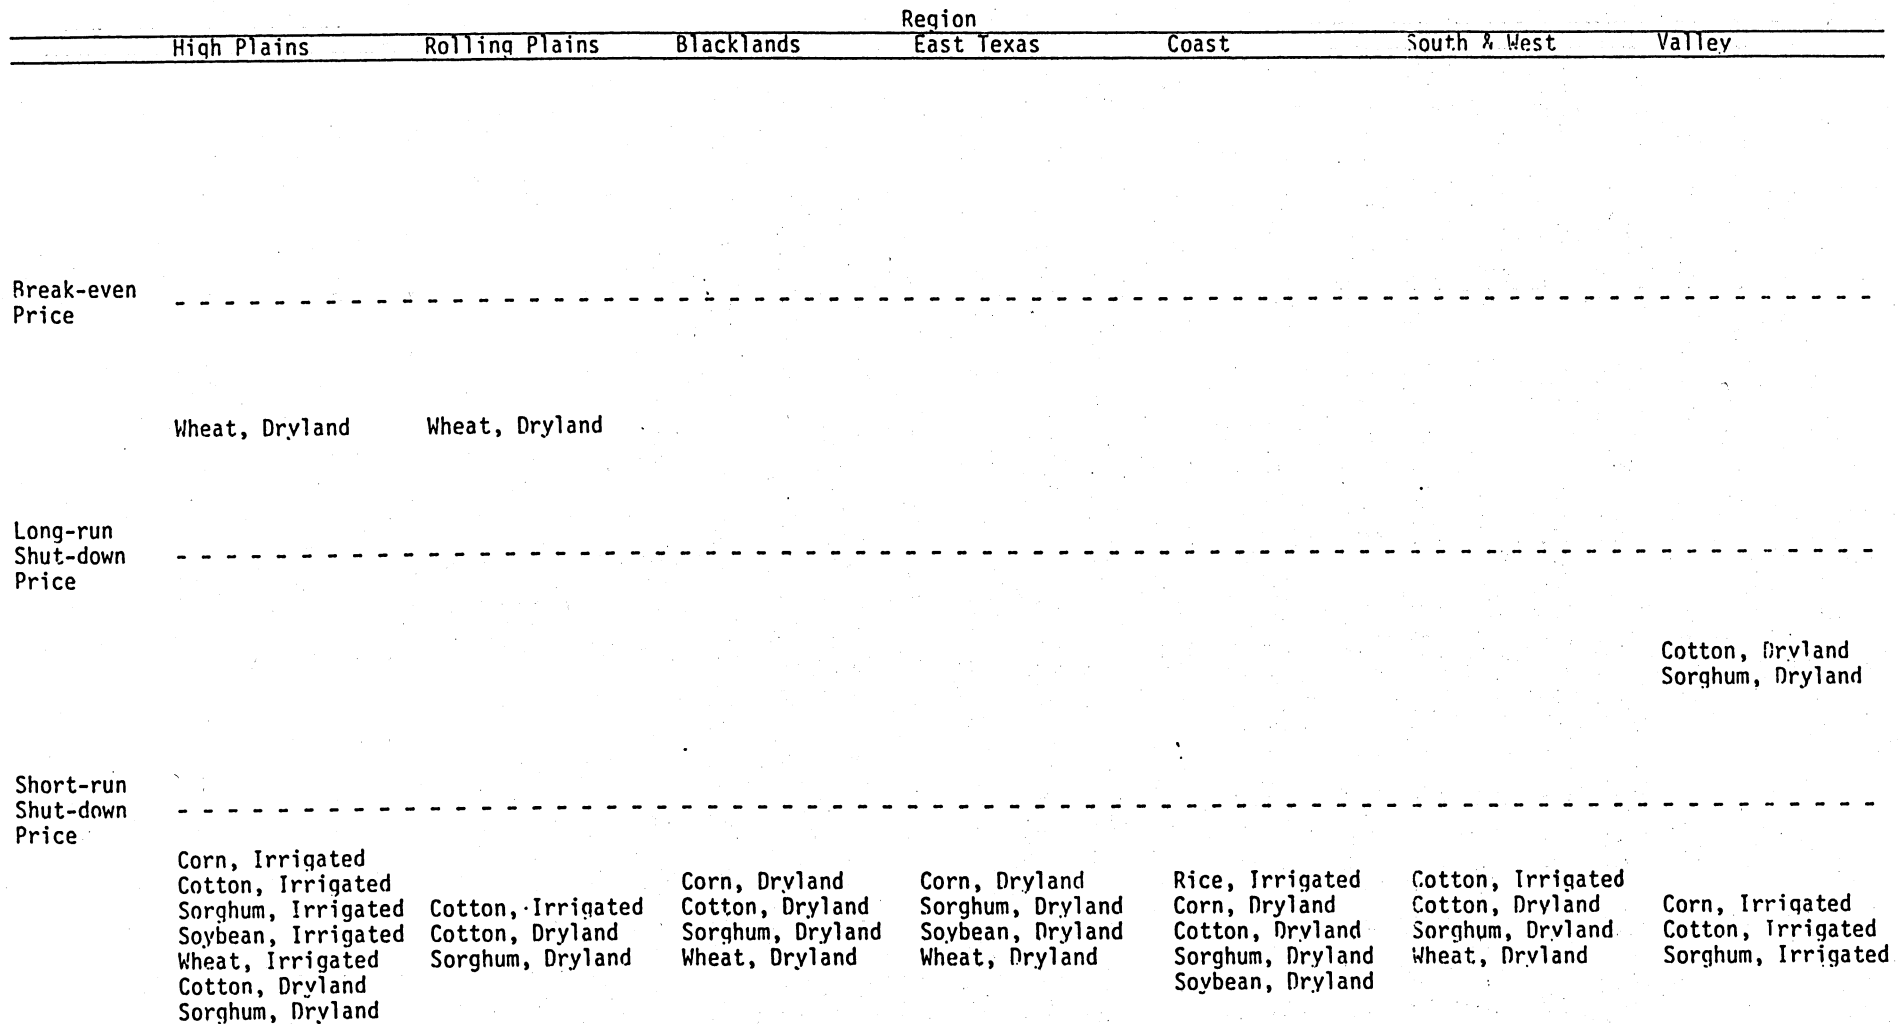 Region
High Plains Rolling Plains Blacklands East Texas Coast South & West Valley
Break-even
Price
Wheat, Dryland Wheat, Dryland
Long-run
Shut-down
Price
Cotton, Dryland
Sorghum, Dryland
Short-run
Shut-down
Price
Corn, Irrigated
Cotton, Irrigated Corn, Dryland Corn, Dryland Rice, Irrigated Cotton, Irrigated
Sorghum, Irrigated Cotton, Irrigated Cotton, Dryland Sorghum, Dryland Corn, Dryland Cotton, Dryland Corn, Irrigated
Soybean, Irrigated Cotton, Dryland Sorghum, Dryland Soybean, Dryland Cotton, Dryland Sorghum, Dryland Cotton, Irrigated
Wheat, Irrigated Sorghum, Dryland Wheat, Dryland Wheat, Dryland Sorghum, Dryland Wheat, Dryland Sorghum, Irrigated
Cotton, Dryland Soybean, Dryland
Sorghum, Dryland